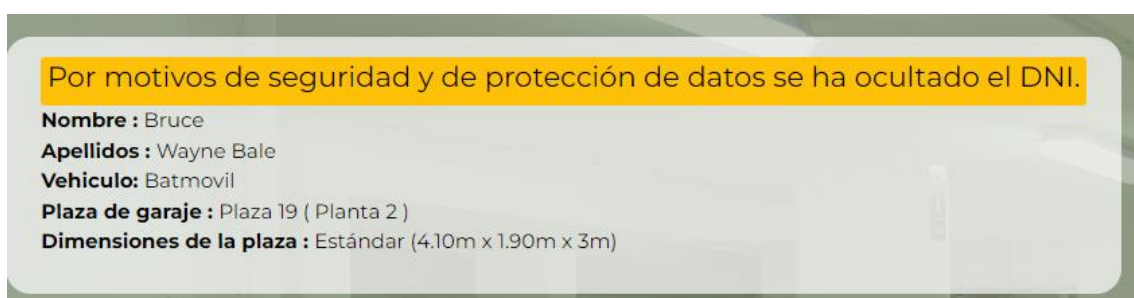 Por motivos de seguridad y de protección de datos se ha ocultado el DNI.
Nombre : Bruce
Apellidos : Wayne Bale
Vehiculo: Batmovil
Plaza de garaje : Plaza 19 ( Planta 2 )
Dimensiones de la plaza : Estándar (4.10m x 1.90m x 3m)